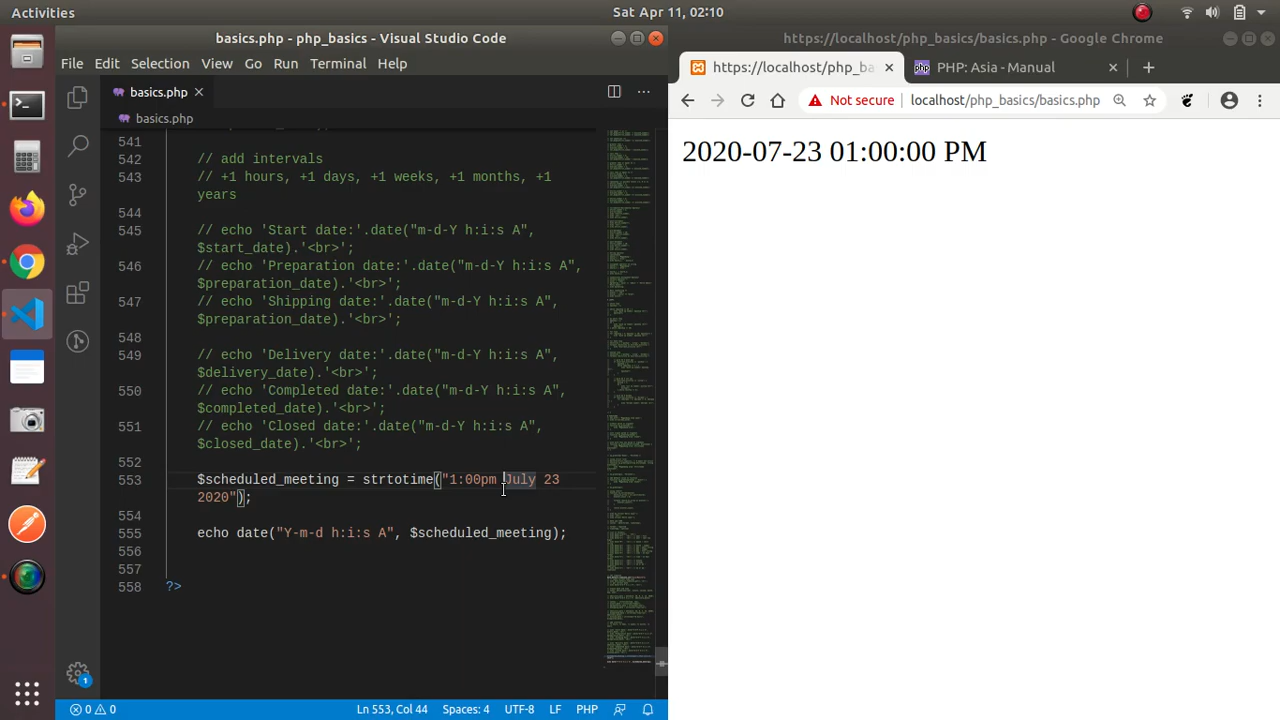 Activities
Sat Apr 11, 02:10
basics.php - php_basics - Visual Studio Code
https://localhost/php_basics/basics.php - Google Chrome
File Edit Selection View Go Run Terminal Help
basics.php
https://localhost/php_ba
PHP: Asia - Manual
Not secure localhost/php_basics/basics.php
basics.php
2020-07-23 01:00:00 PM
541
542 // add intervals
543 // +1 hours, +1 days, +1 weeks, +1 months, +1
years
544
545 // echo 'Start date:'.date("m-d-Y h:i:s A",
$start_date).'<br>';
546 // echo 'Preparation date:'.date("m-d-Y h:i:s A",
$preparation_date).'<br>';
547 // echo 'Shipping date:'.date("m-d-Y h:i:s A",
$preparation_date).'<br>';
548
549 // echo 'Delivery date:'.date("m-d-Y h:i:s A",
$delivery_date).'<br>';
550 // echo 'Completed date:'.date("m-d-Y h:i:s A",
$completed_date).'<br>';
551 // echo 'Closed date:'.date("m-d-Y h:i:s A",
$closed_date).'<br>';
552
553 $scheduled_meeting = strtotime("1:00pm July 23
2020");
554
555 echo date("Y-m-d h:i:s A", $scheduled_meeting);
556
557
558 ?>
1
0 0
Ln 553, Col 44 Spaces: 4 UTF-8 LF PHP